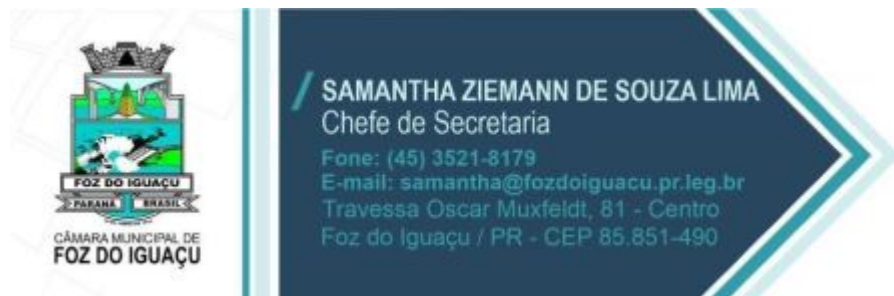 FOZ DO IGUAÇU
PARANÁ BRASIL
CÂMARA MUNICIPAL DE
FOZ DO IGUAÇU
SAMANTHA ZIEMANN DE SOUZA LIMA
Chefe de Secretaria
Fone: (45) 3521-8179
E-mail: samantha@fozdoiguacu.pr.leg.br
Travessa Oscar Muxfeldt, 81 - Centro
Foz do Iguaçu / PR - CEP 85.851-490